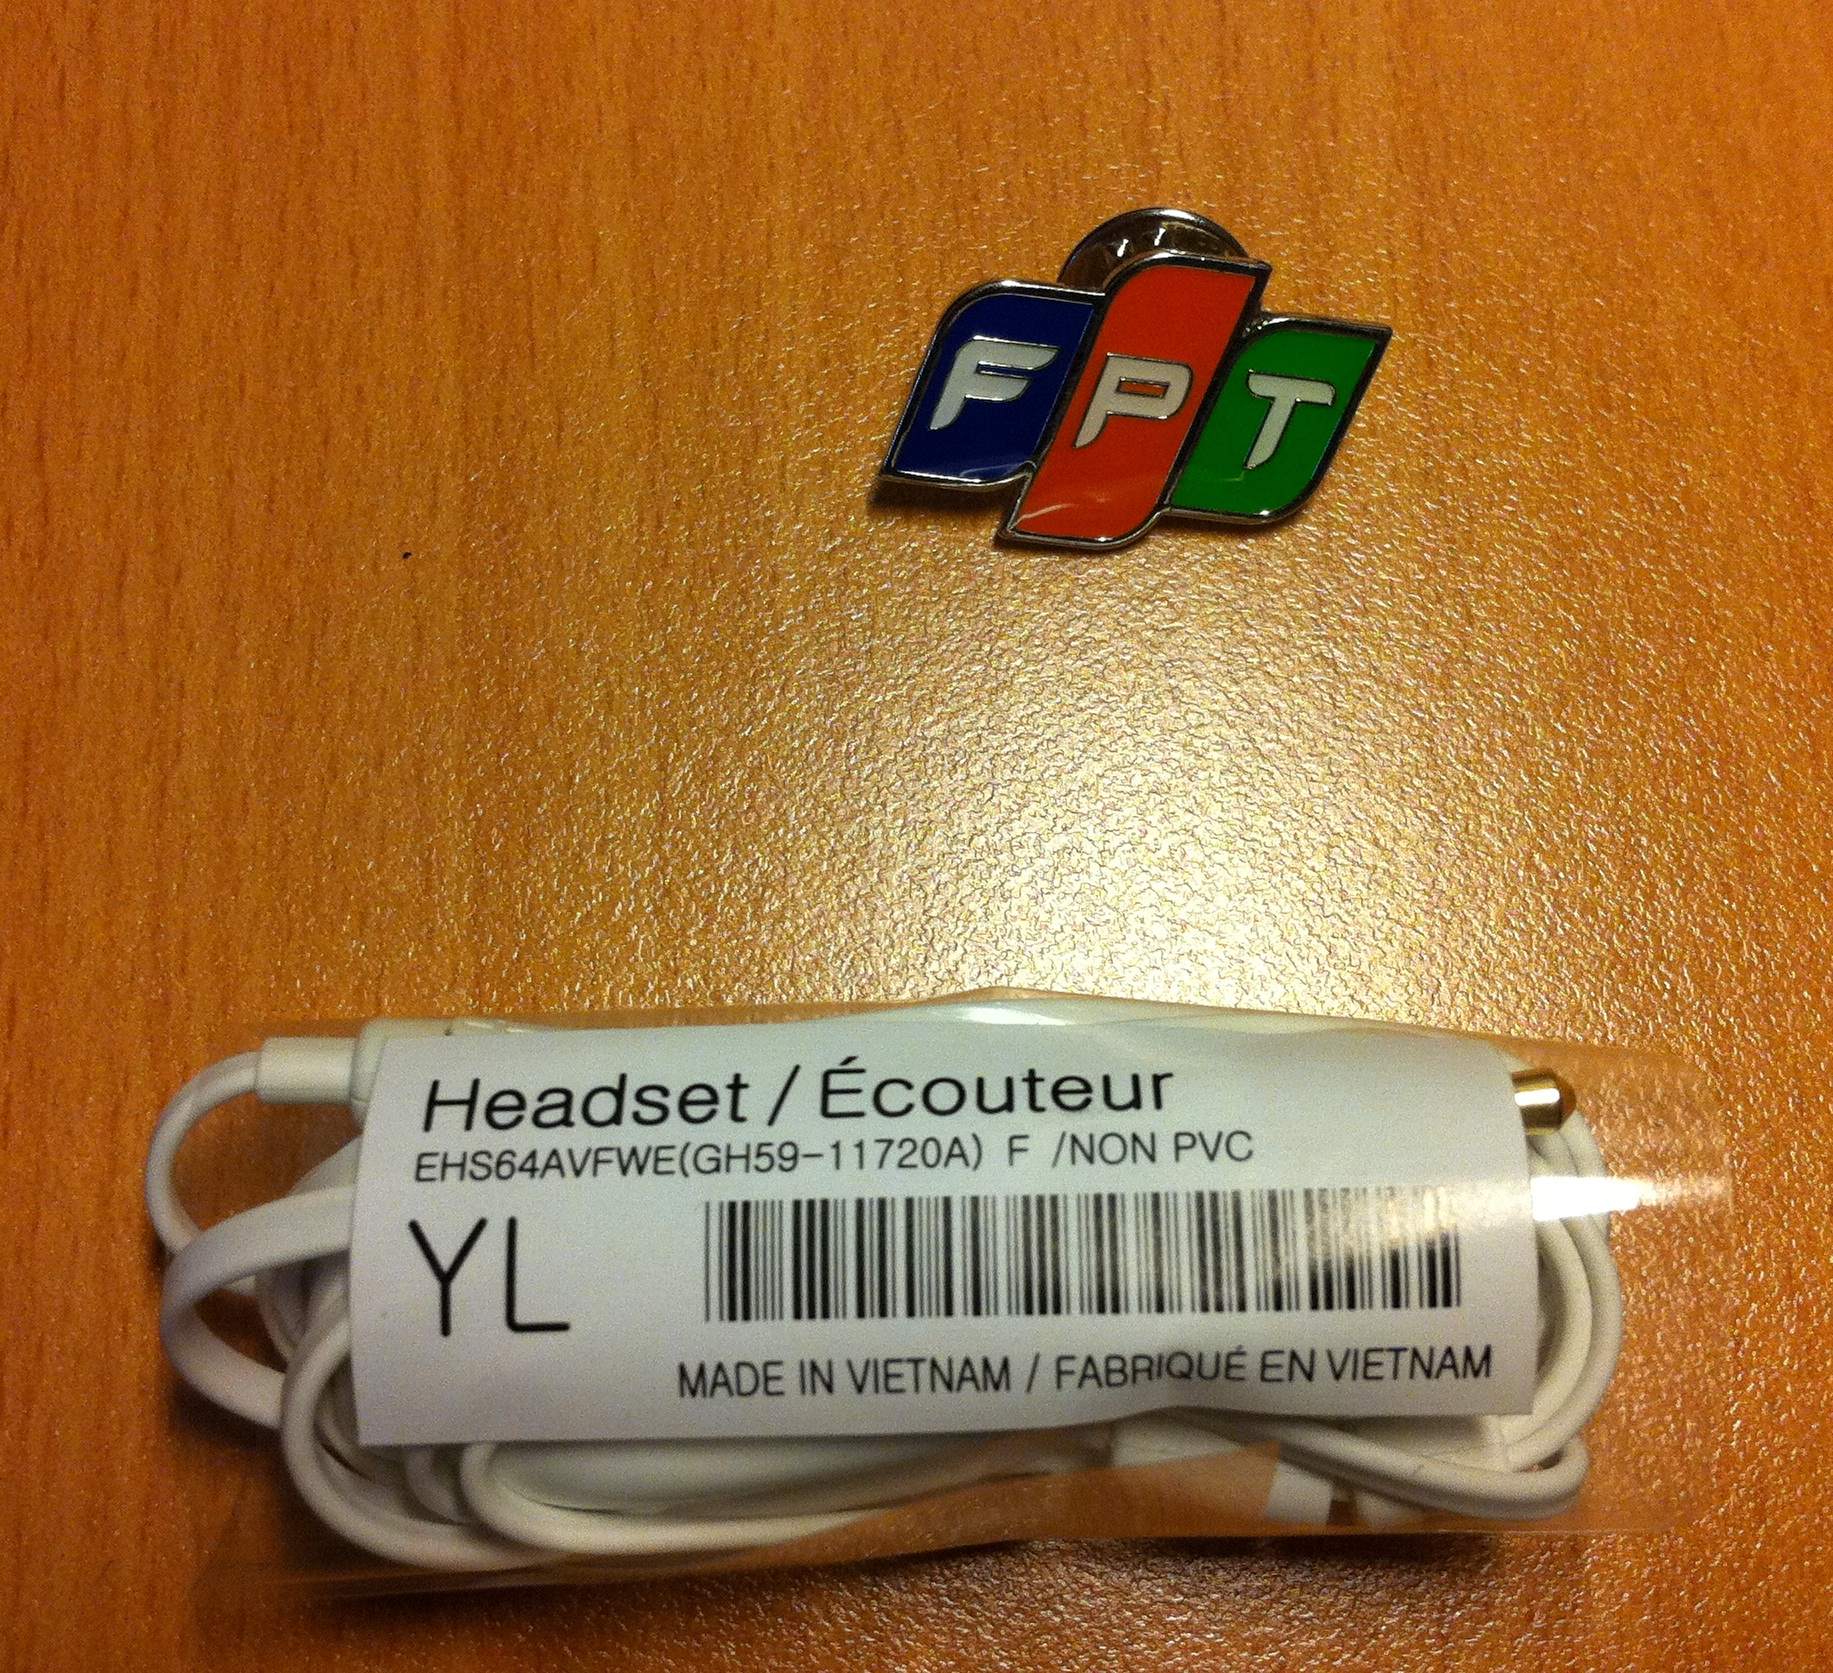 FPT
Headset / Écouteur
EHS64AVFWE(GH59-11720A) F /NON PVC
YL
MADE IN VIETNAM / FABRIQUÉ EN VIETNAM